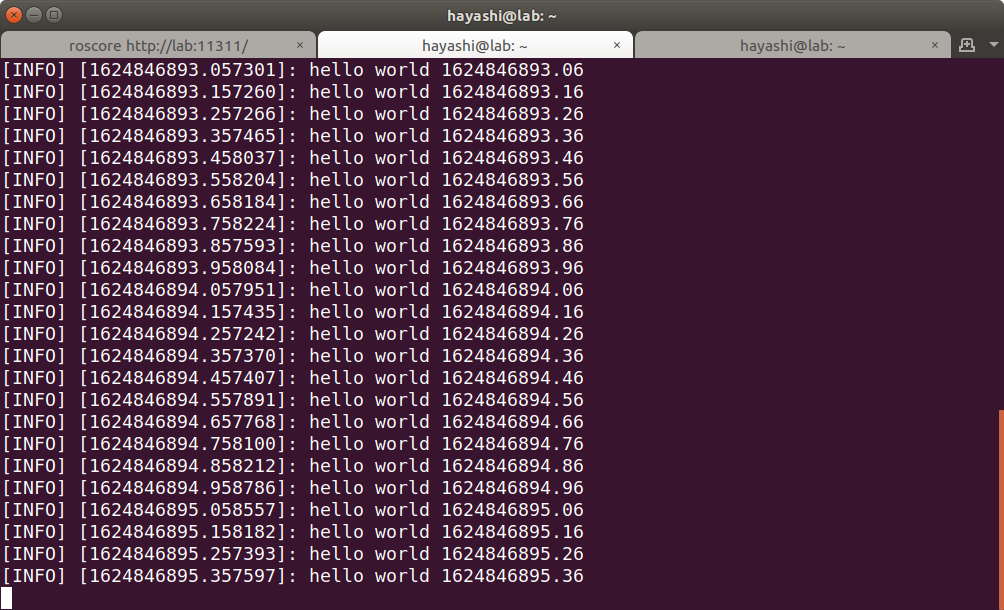 hayashi@lab: ~
roscore http://lab:11311/ hayashi@lab: ~ hayashi@lab: ~
[INFO] [1624846893.057301]: hello world 1624846893.06
[INFO] [1624846893.157260]: hello world 1624846893.16
[INFO] [1624846893.257266]: hello world 1624846893.26
[INFO] [1624846893.357465]: hello world 1624846893.36
[INFO] [1624846893.458037]: hello world 1624846893.46
[INFO] [1624846893.558204]: hello world 1624846893.56
[INFO] [1624846893.658184]: hello world 1624846893.66
[INFO] [1624846893.758224]: hello world 1624846893.76
[INFO] [1624846893.857593]: hello world 1624846893.86
[INFO] [1624846893.958084]: hello world 1624846893.96
[INFO] [1624846894.057951]: hello world 1624846894.06
[INFO] [1624846894.157435]: hello world 1624846894.16
[INFO] [1624846894.257242]: hello world 1624846894.26
[INFO] [1624846894.357370]: hello world 1624846894.36
[INFO] [1624846894.457407]: hello world 1624846894.46
[INFO] [1624846894.557891]: hello world 1624846894.56
[INFO] [1624846894.657768]: hello world 1624846894.66
[INFO] [1624846894.758100]: hello world 1624846894.76
[INFO] [1624846894.858212]: hello world 1624846894.86
[INFO] [1624846894.958786]: hello world 1624846894.96
[INFO] [1624846895.058557]: hello world 1624846895.06
[INFO] [1624846895.158182]: hello world 1624846895.16
[INFO] [1624846895.257393]: hello world 1624846895.26
[INFO] [1624846895.357597]: hello world 1624846895.36